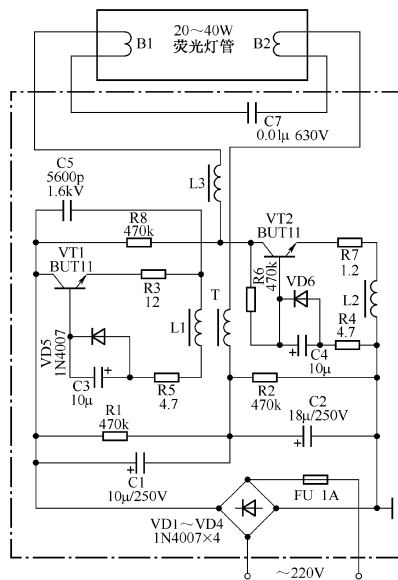 20～40W
荧光灯管
B1
B2
C7
0.01μ 630V
C5
5600p
1.6kV
L3
R8
470k
VT2
BUT11
R7
1.2
VT1
BUT11
R3
12
T
R6
470k
VD6
L2
L1
VD5
1N4007
R4
4.7
C3
10μ
R5
4.7
C4
10μ
R1
470k
R2
470k
C2
18μ/250V
C1
10μ/250V
FU 1A
VD1～VD4
1N4007×4
～220V